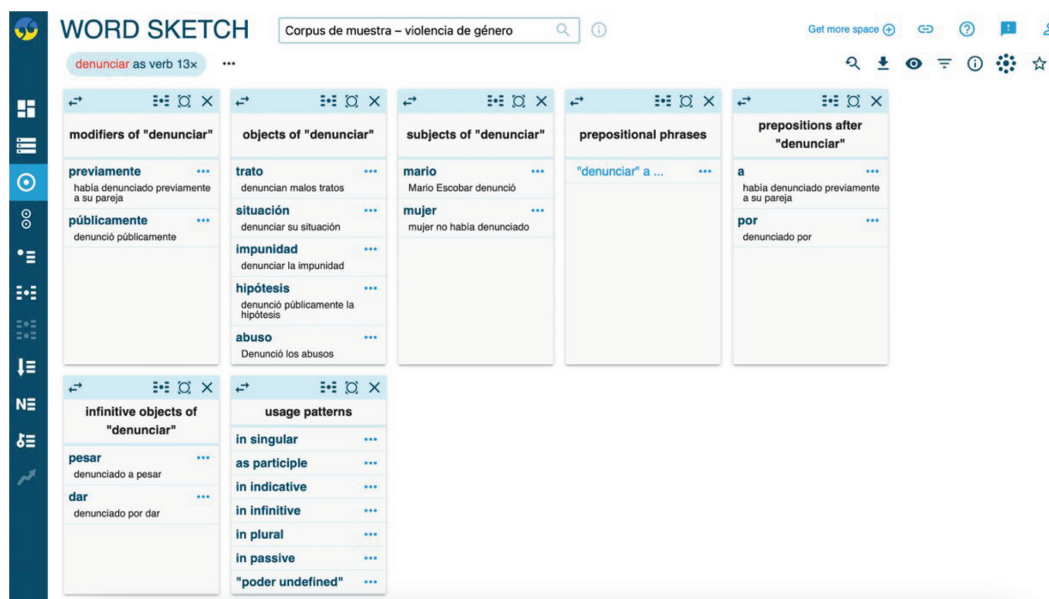 WORD SKETCH
Corpus de muestra – violencia de género
Get more space
denunciar as verb 13×
modifiers of "denunciar"
previamente
había denunciado previamente
a su pareja
públicamente
denunció públicamente
objects of "denunciar"
trato
denuncian malos tratos
situación
denunciar su situación
impunidad
denunciar la impunidad
hipótesis
denunció públicamente la
hipótesis
abuso
Denunció los abusos
subjects of "denunciar"
mario
Mario Escobar denunció
mujer
mujer no había denunciado
prepositional phrases
"denunciar" a ...
prepositions after
"denunciar"
a
había denunciado previamente
a su pareja
por
denunciado por
infinitive objects of
"denunciar"
pesar
denunciado a pesar
dar
denunciado por dar
usage patterns
in singular
as participle
in indicative
in infinitive
in plural
in passive
"poder undefined"